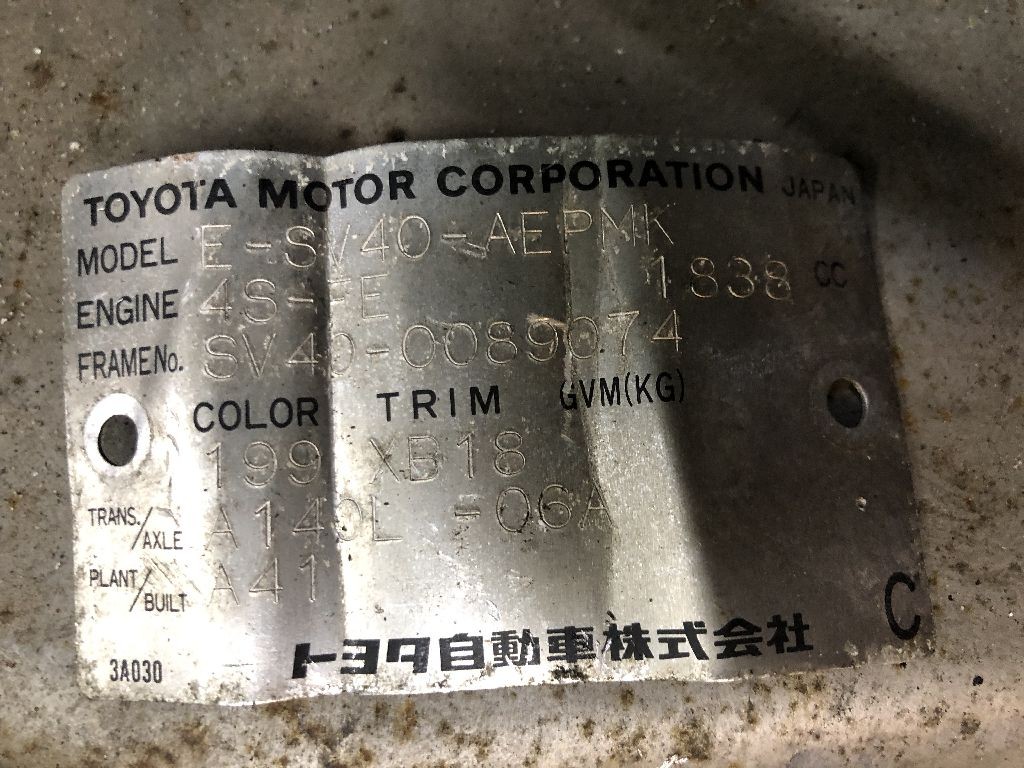 TOYOTA MOTOR CORPORATION JAPAN
MODEL E-SV40-AEPMK
ENGINE 4S-FE 1838 CC
FRAME No. SV40-0089074
COLOR TRIM GVM(KG)
199 XB18
TRANS./AXLE A140L -06A
PLANT/BUILT A41
C
3A030 トヨタ自動車株式会社